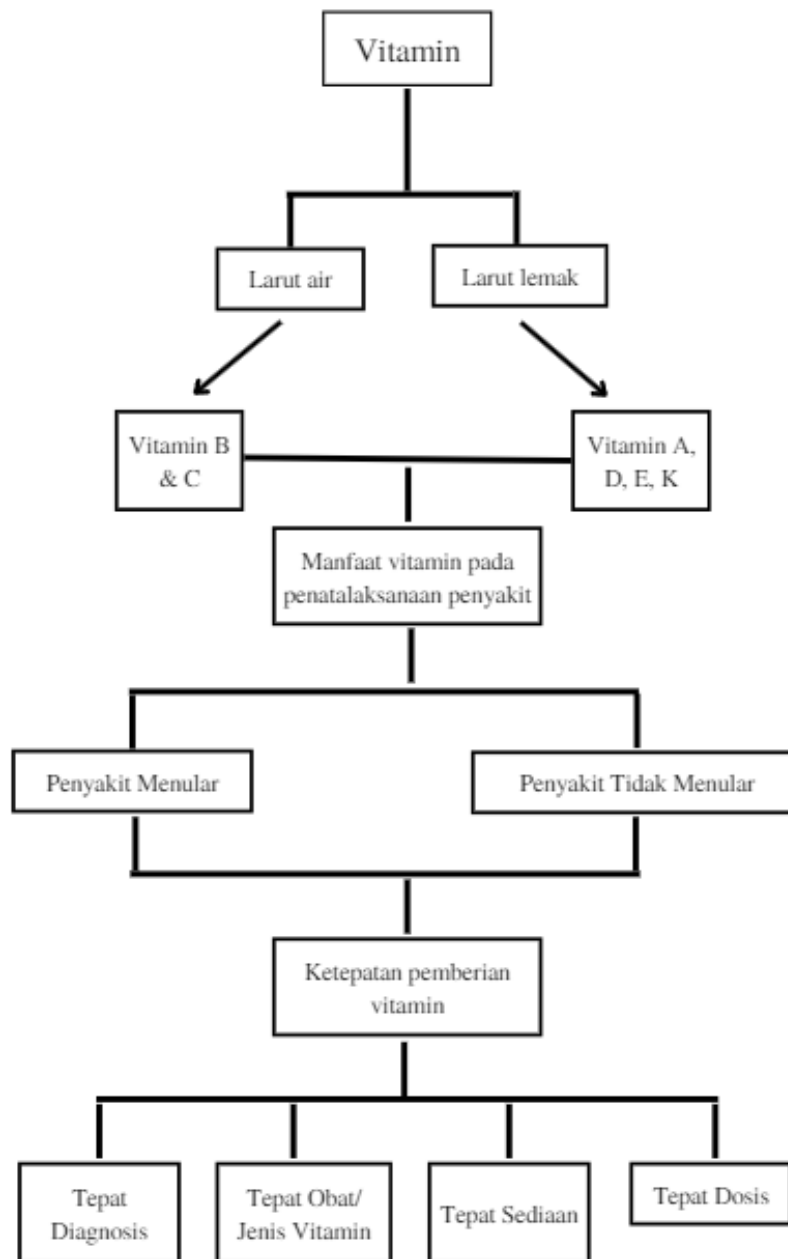 Vitamin
Larut air
Larut lemak
Vitamin B
& C
Vitamin A,
D, E, K
Manfaat vitamin pada
penatalaksanaan penyakit
Penyakit Menular
Penyakit Tidak Menular
Ketepatan pemberian
vitamin
Tepat
Diagnosis
Tepat Obat/
Jenis Vitamin
Tepat Sediaan
Tepat Dosis